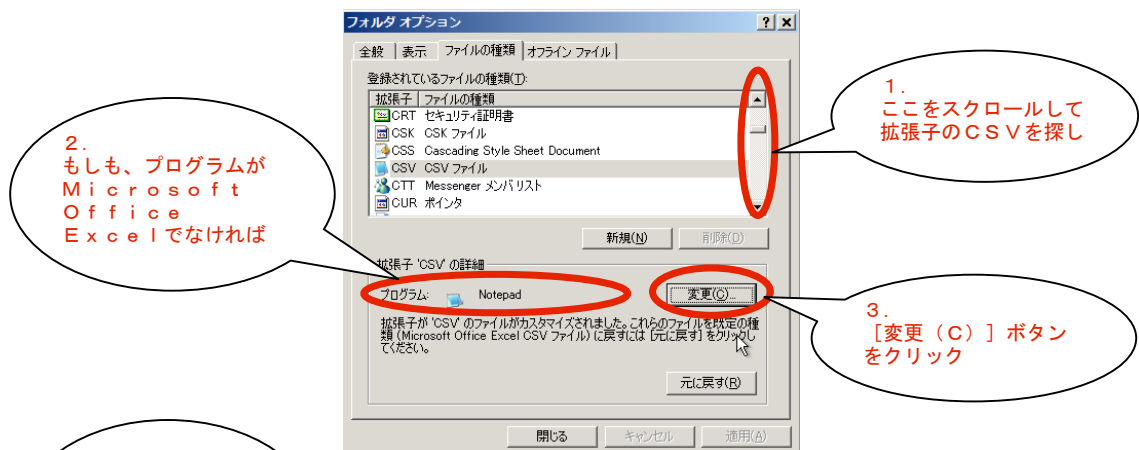 フォルダ オプション
全般 表示 ファイルの種類 オフライン ファイル
登録されているファイルの種類(T):
拡張子 ファイルの種類
CRT セキュリティ証明書
CSK CSK ファイル
CSS Cascading Style Sheet Document
CSV CSV ファイル
CTT Messenger メンバ リスト
CUR ポインタ
新規(N) 削除(D)
拡張子 'CSV' の詳細
プログラム: Notepad 変更(C)...
拡張子が 'CSV' のファイルがカスタマイズされました。これらのファイルを既定の種
類 (Microsoft Office Excel CSV ファイル) に戻すには [元に戻す] をクリックし
てください。
元に戻す(R)
閉じる キャンセル 適用(A)
1.
ここをスクロールして
拡張子のCSVを探し
2.
もしも、プログラムが
Microsoft
Office
Excelでなければ
3.
[変更(C)]ボタン
をクリック